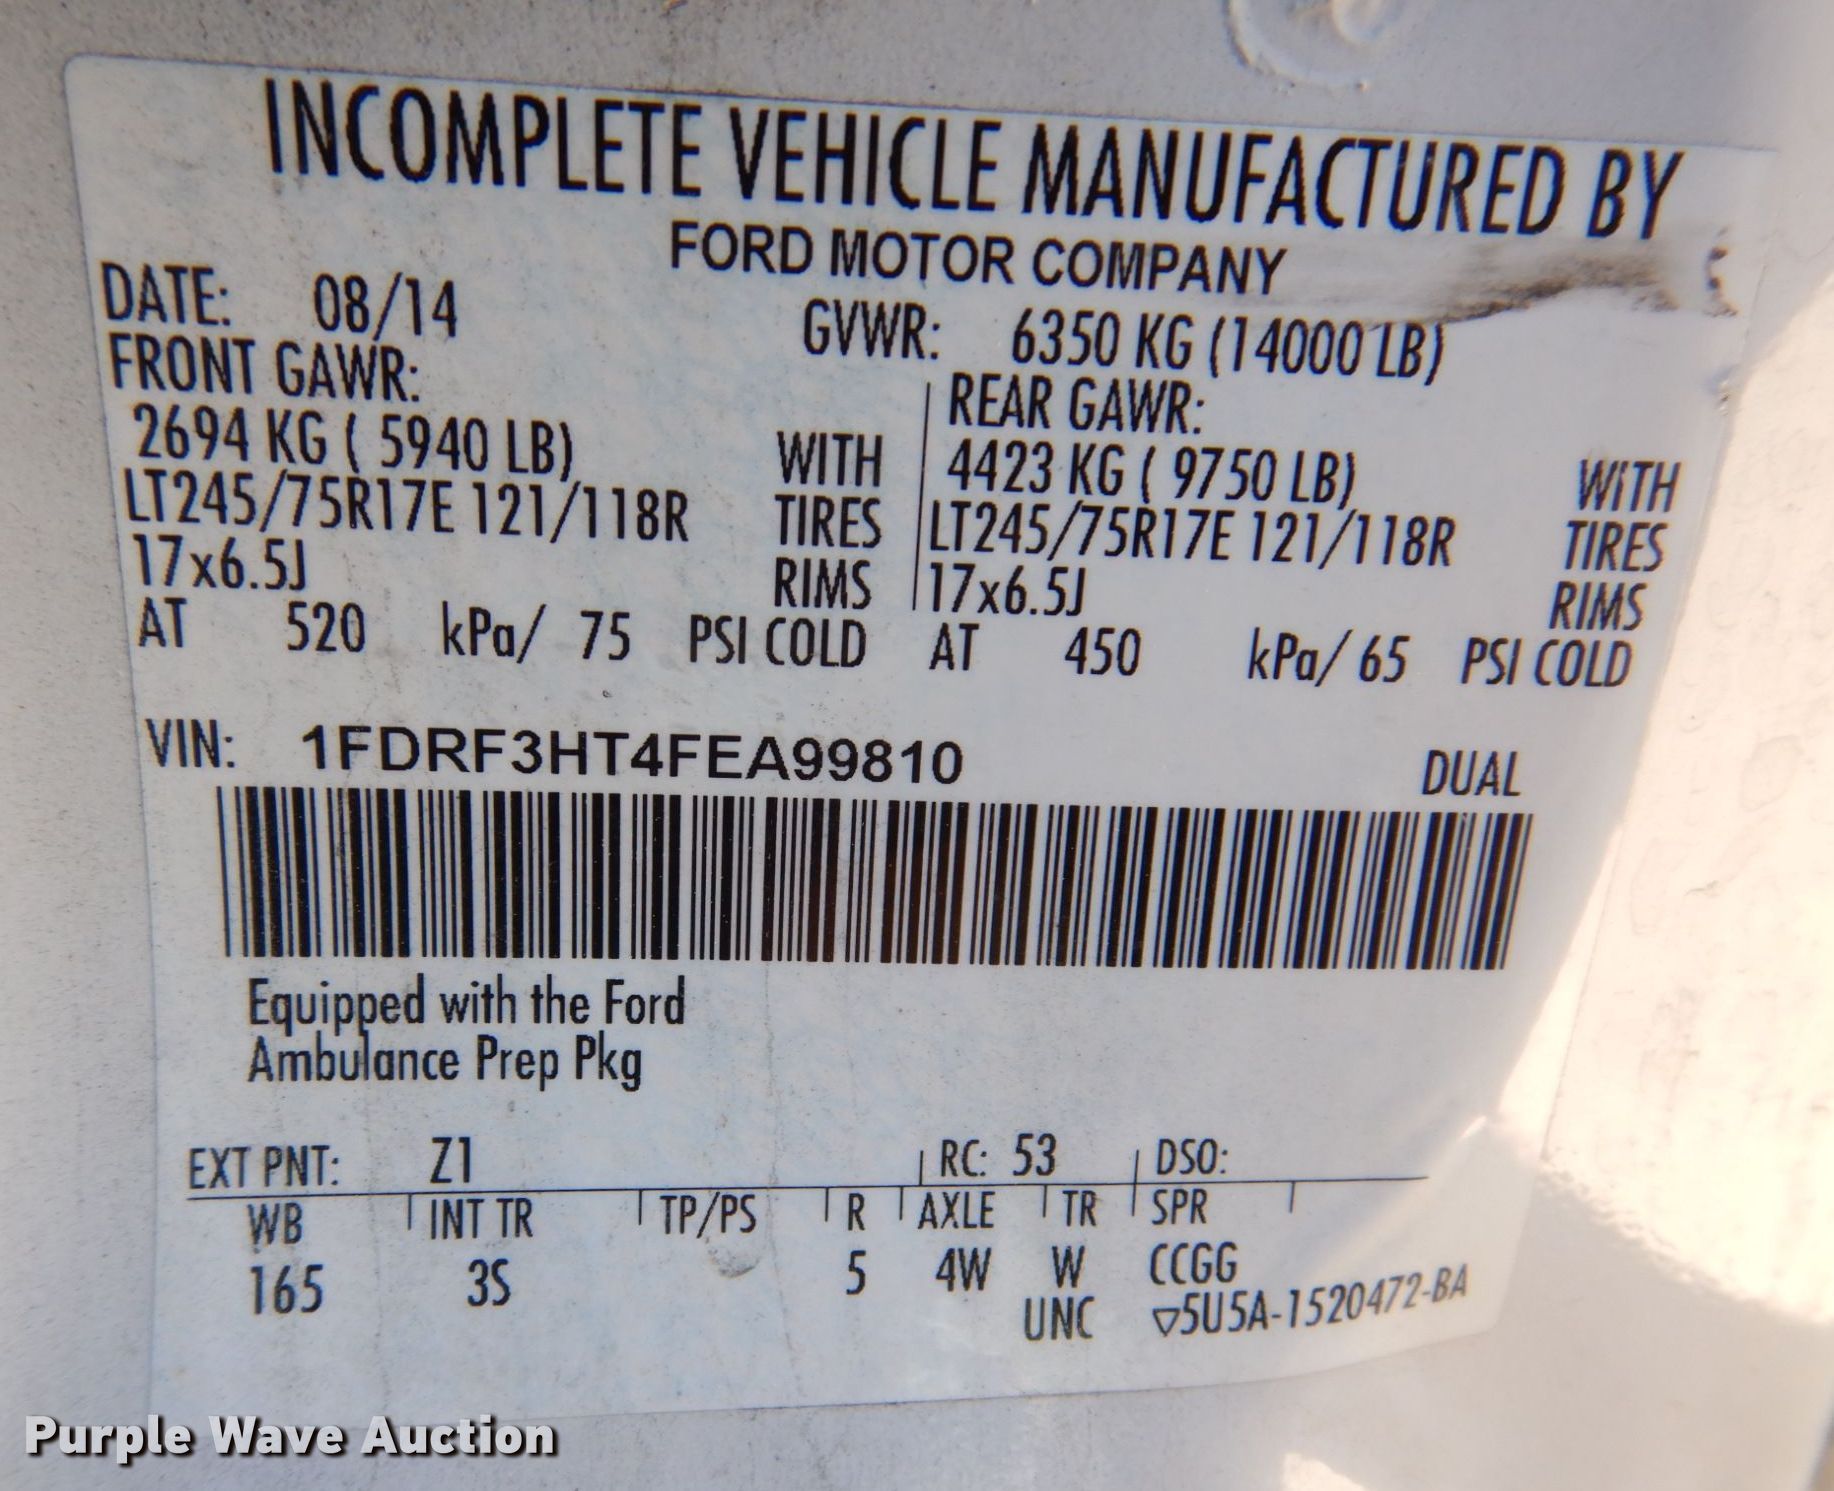 INCOMPLETE VEHICLE MANUFACTURED BY
FORD MOTOR COMPANY
DATE: 08/14 GVWR: 6350 KG (14000 LB)
FRONT GAWR: REAR GAWR:
2694 KG ( 5940 LB) WITH 4423 KG ( 9750 LB) WITH
LT245/75R17E 121/118R TIRES LT245/75R17E 121/118R TIRES
17x6.5J RIMS 17x6.5J RIMS
AT 520 kPa/ 75 PSI COLD AT 450 kPa/ 65 PSI COLD
VIN: 1FDRF3HT4FEA99810 DUAL
Equipped with the Ford
Ambulance Prep Pkg
EXT PNT: Z1 RC: 53 DSO:
WB INT TR TP/PS R AXLE TR SPR
165 3S 5 4W W CCGG
UNC ▽5U5A-1520472-BA
Purple Wave Auction